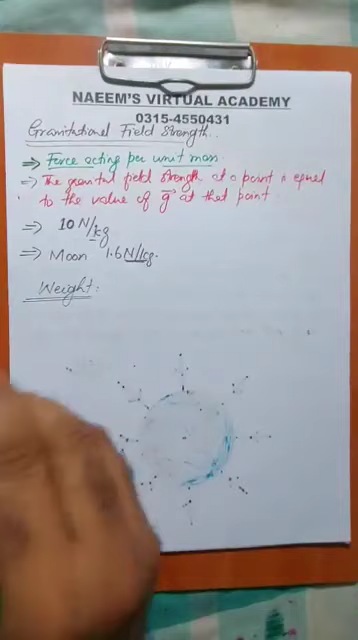 NAEEM'S VIRTUAL ACADEMY
0315-4550431
Gravitational Field Strength..
⇒ Force acting per unit mass
⇒ The gravital field strength at a point is equal
to the value of g at that point
⇒ 10 N/kg
⇒ Moon 1.6 N/kg.
Weight: